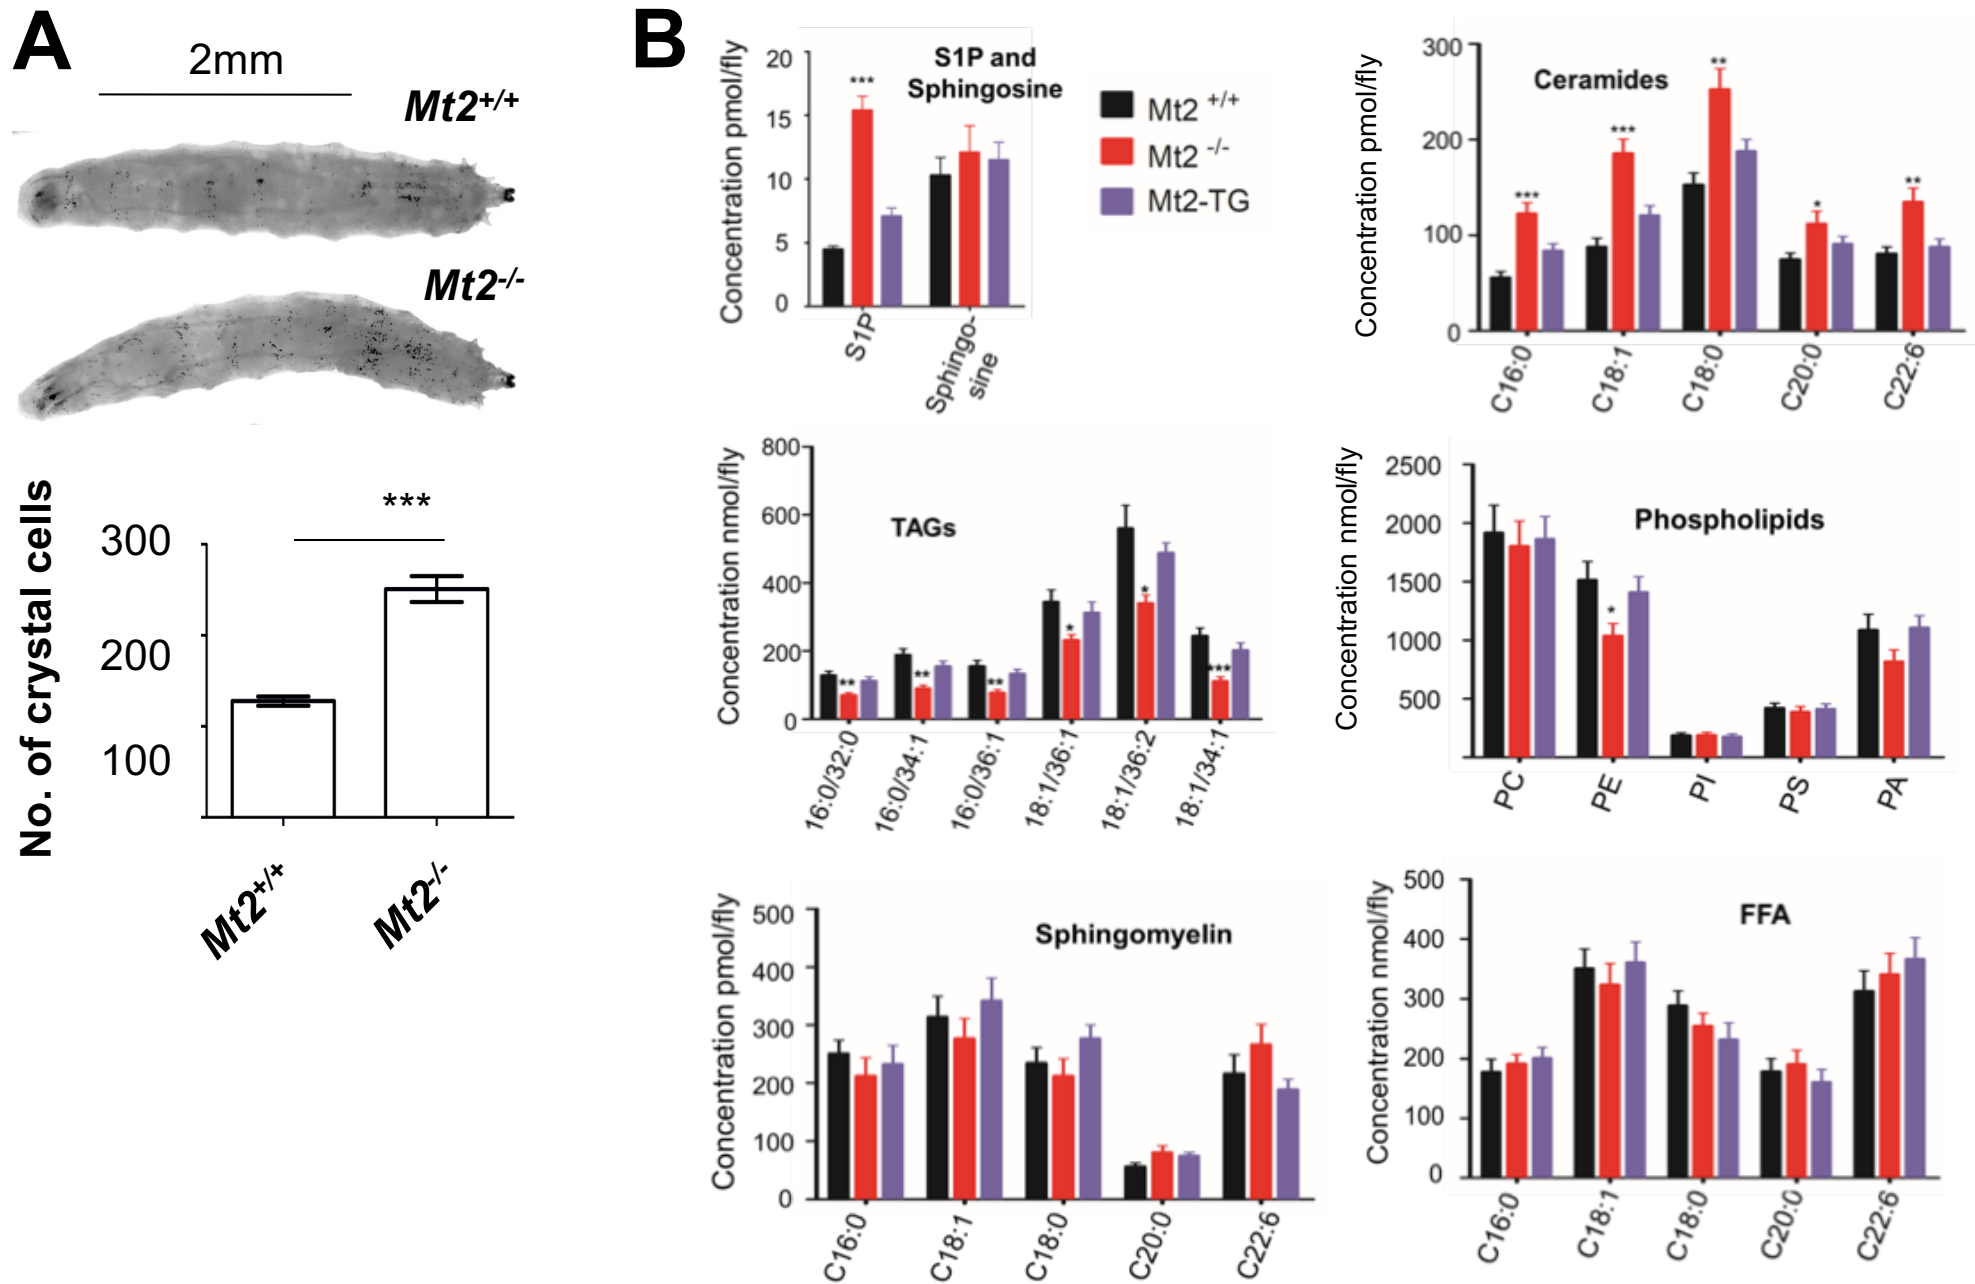 A
2mm
Mt2+/+
Mt2-/-
No. of crystal cells
***
300
200
100
Mt2+/+
Mt2-/-
B
Concentration pmol/fly
20
15
10
5
0
S1P and
Sphingosine
***
S1P
Sphingo-
sine
Mt2 +/+
Mt2 -/-
Mt2-TG
Concentration pmol/fly
300
200
100
0
Ceramides
***
***
**
*
**
C16:0
C18:1
C18:0
C20:0
C22:6
Concentration nmol/fly
800
600
400
200
0
TAGs
**
**
**
*
*
***
16:0/32:0
16:0/34:1
16:0/36:1
18:1/36:1
18:1/36:2
18:1/34:1
Concentration nmol/fly
2500
2000
1500
1000
500
Phospholipids
*
PC
PE
PI
PS
PA
Concentration pmol/fly
500
400
300
200
100
0
Sphingomyelin
C16:0
C18:1
C18:0
C20:0
C22:6
Concentration nmol/fly
500
400
300
200
100
0
FFA
C16:0
C18:1
C18:0
C20:0
C22:6